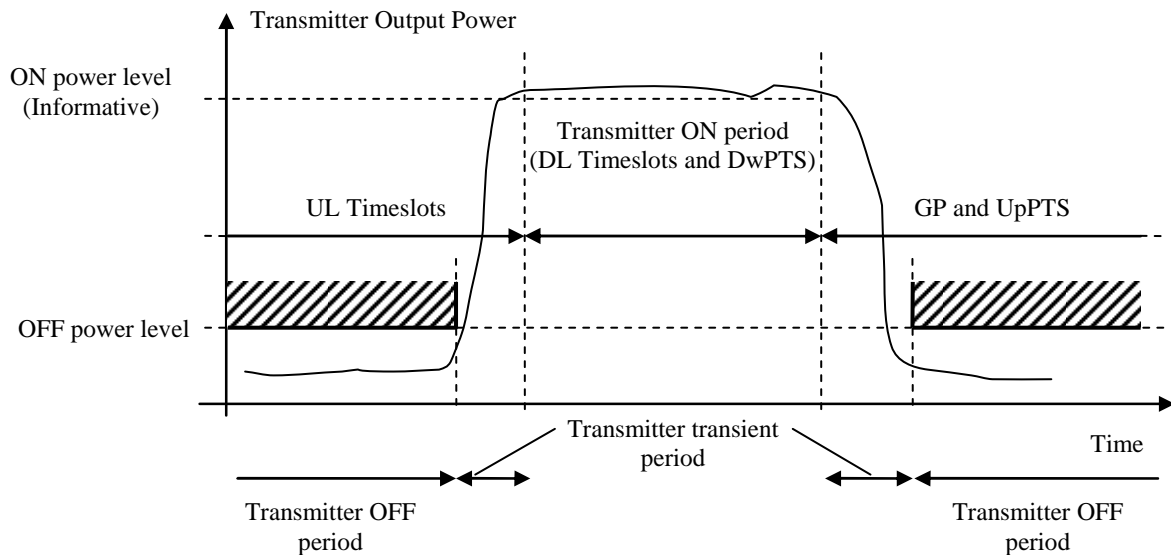 Transmitter Output Power
ON power level
(Informative)
Transmitter ON period
(DL Timeslots and DwPTS)
UL Timeslots
GP and UpPTS
OFF power level
Transmitter transient
period
Time
Transmitter OFF
period
Transmitter OFF
period